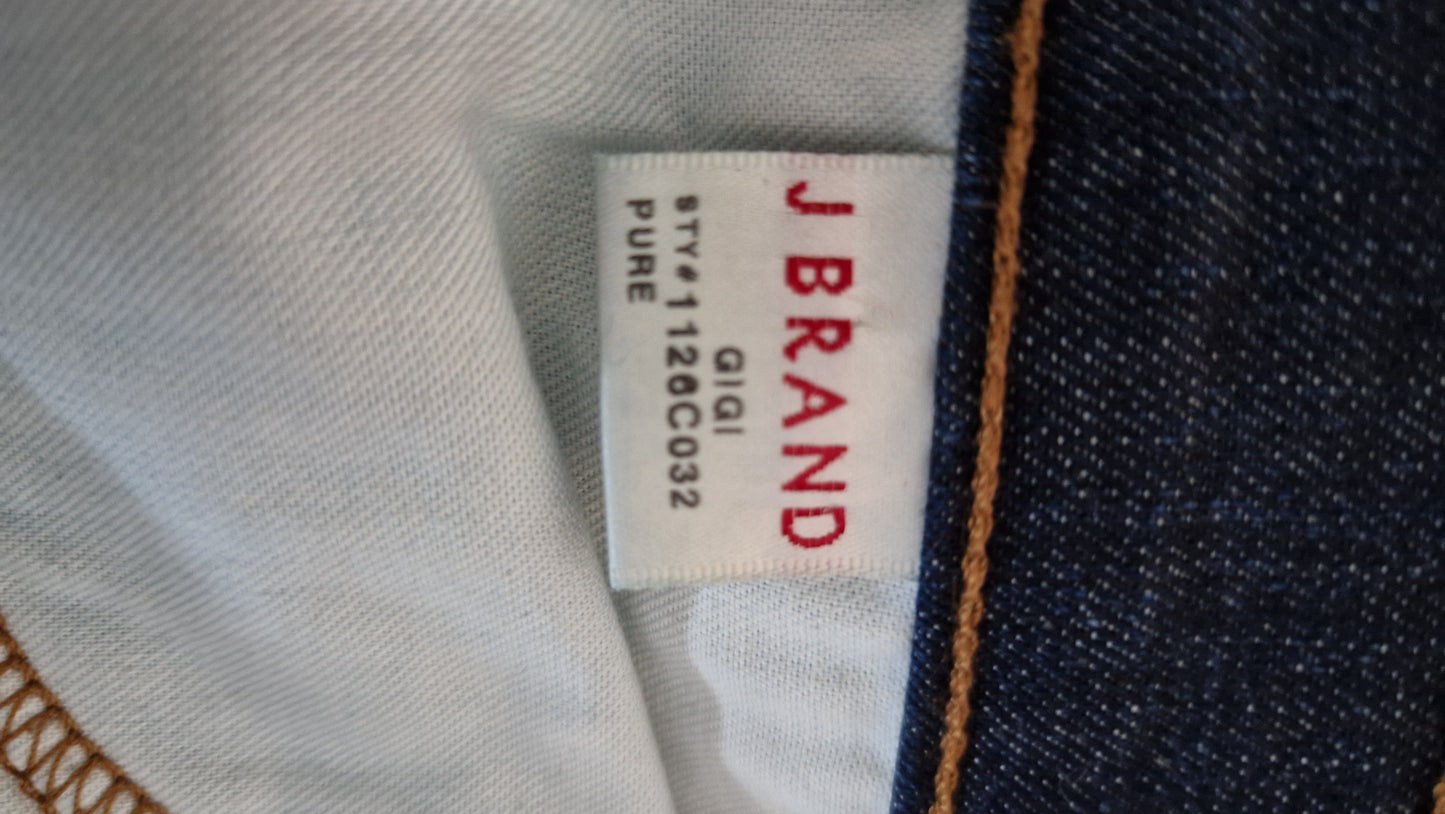 J BRAND
GIGI
STY#1126C032
PURE